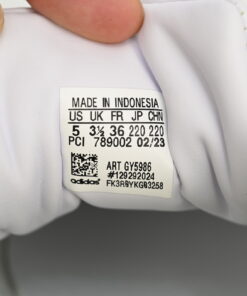 MADE IN INDONESIA
US UK FR JP CHN
5 3½ 36 220 220
PCI 789002 02/23
ART GY5986
#129292024
adidas FK3R9YKG93258